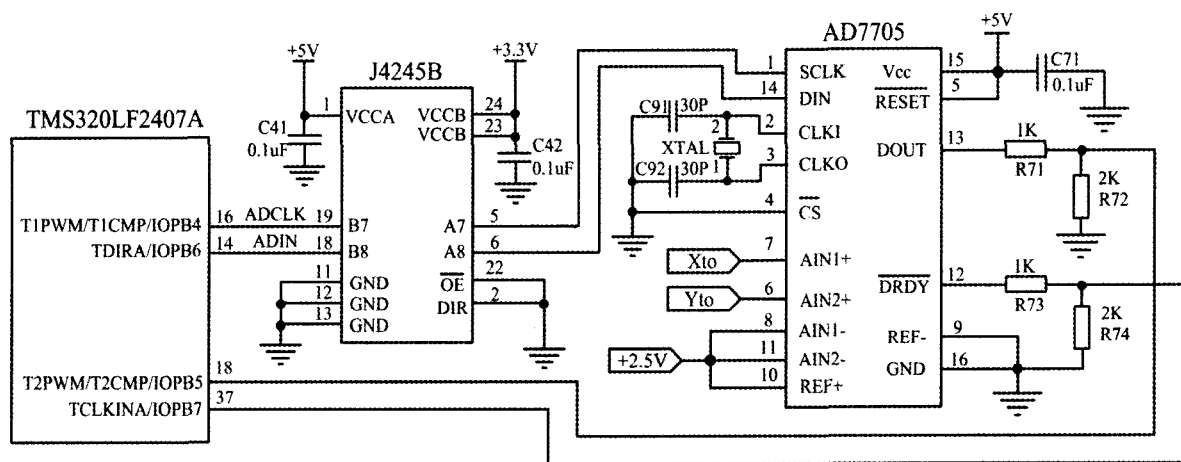 TMS320LF2407A
T1PWM/T1CMP/IOPB4
16
ADCLK
TDIRA/IOPB6
14
ADIN
T2PWM/T2CMP/IOPB5
18
TCLKINA/IOPB7
37
+5V
C41
0.1uF
J4245B
+3.3V
1
VCCA
VCCB
24
VCCB
23
C42
0.1uF
19
B7
18
B8
11
GND
12
GND
13
GND
A7
5
A8
6
OE
22
DIR
2
AD7705
+5V
C71
0.1uF
1
SCLK
14
DIN
C91
30P
2
CLKI
2
XTAL
1
C92
30P
3
CLKO
4
CS
Xto
7
AIN1+
Yto
6
AIN2+
8
AIN1-
+2.5V
11
AIN2-
10
REF+
Vcc
15
RESET
5
DOUT
13
1K
R71
2K
R72
DRDY
12
1K
R73
2K
R74
REF-
9
GND
16